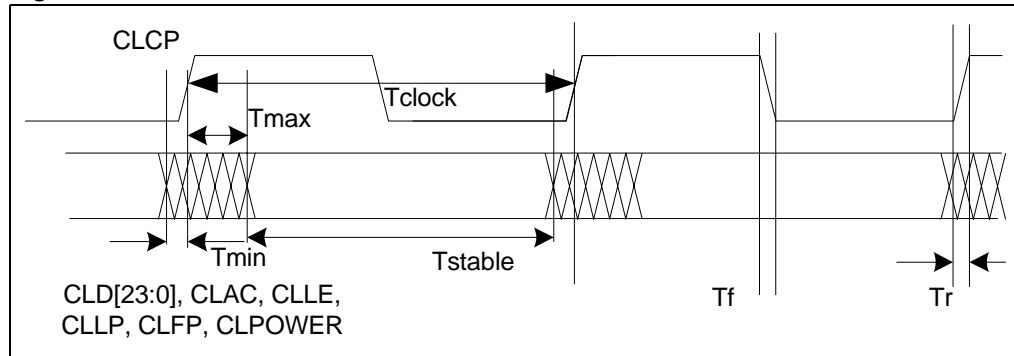 CLCP
Tclock
Tmax
Tmin
Tstable
Tf
Tr
CLD[23:0], CLAC, CLLE,
CLLP, CLFP, CLPOWER